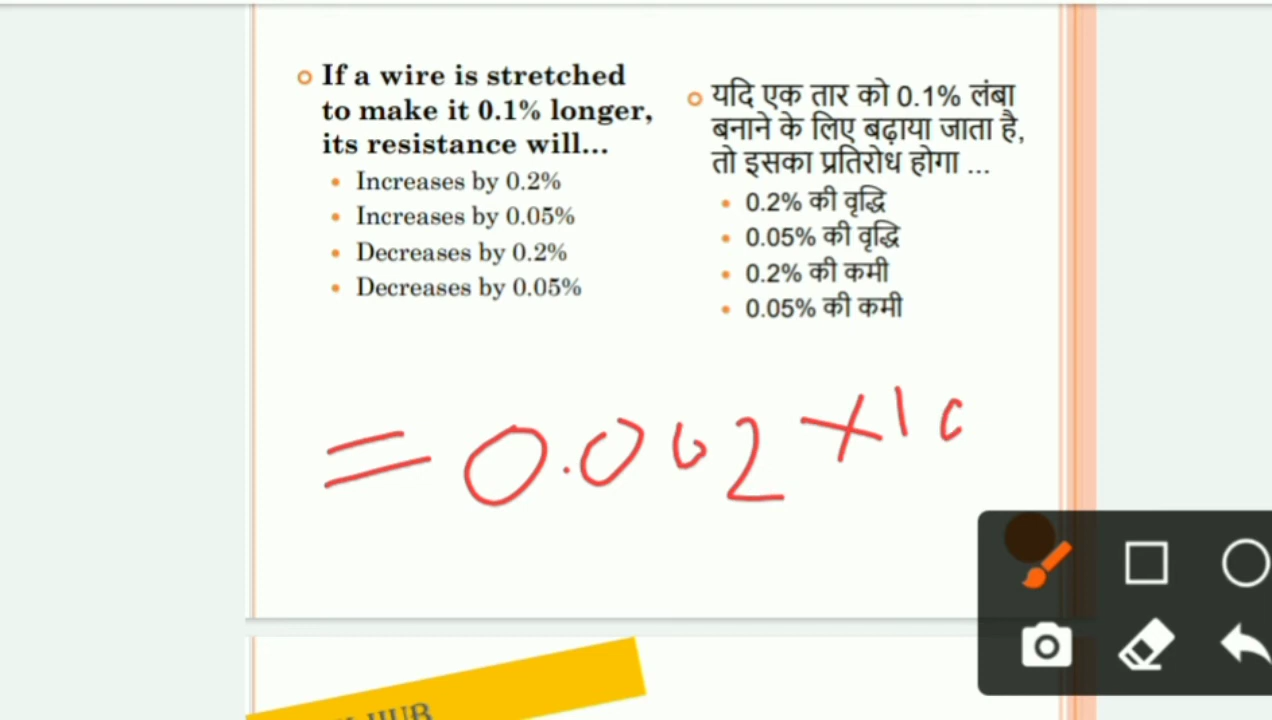 If a wire is stretched
to make it 0.1% longer,
its resistance will...
Increases by 0.2%
Increases by 0.05%
Decreases by 0.2%
Decreases by 0.05%
यदि एक तार को 0.1% लंबा
बनाने के लिए बढ़ाया जाता है,
तो इसका प्रतिरोध होगा ...
0.2% की वृद्धि
0.05% की वृद्धि
0.2% की कमी
0.05% की कमी
= 0.002 × 10
HUB